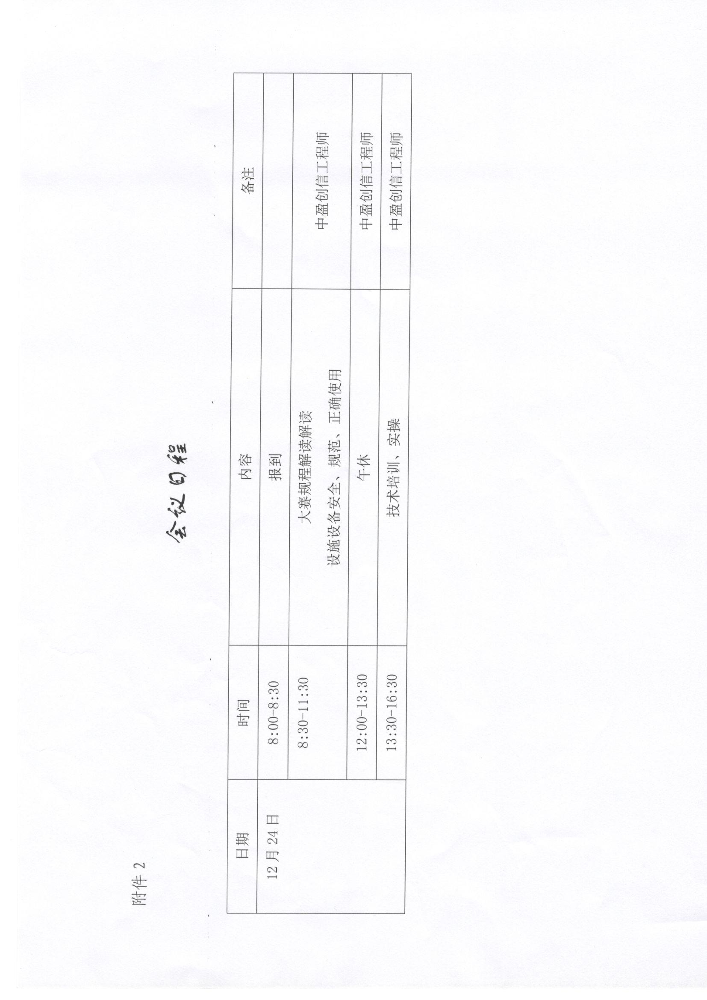 附件 2
会议日程
日期 时间 内容 备注
12 月 24 日 8:00-8:30 报到
8:30-11:30 大赛规程解读解读 中盈创信工程师
设施设备安全、规范、正确使用
12:00-13:30 午休 中盈创信工程师
13:30-16:30 技术培训、实操 中盈创信工程师